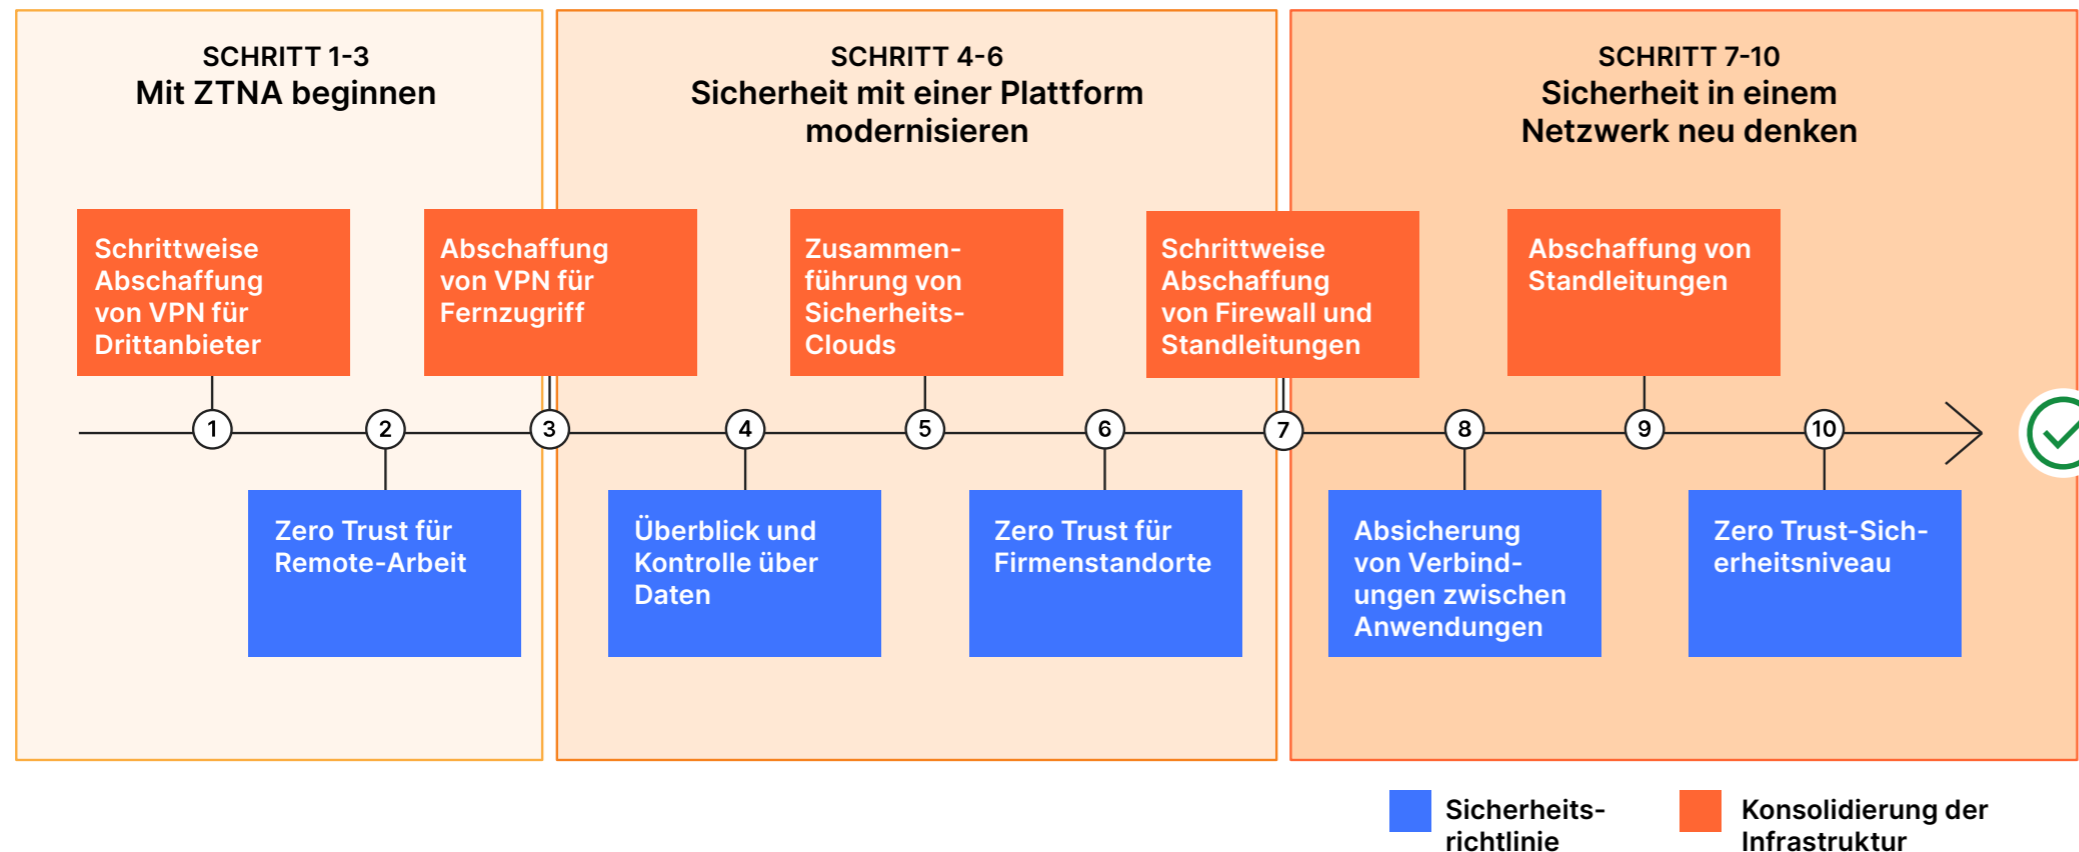 SCHRITT 1-3
Mit ZTNA beginnen
SCHRITT 4-6
Sicherheit mit einer Plattform
modernisieren
SCHRITT 7-10
Sicherheit in einem
Netzwerk neu denken
Schrittweise
Abschaffung
von VPN für
Drittanbieter
Abschaffung
von VPN für
Fernzugriff
Zusammen-
führung von
Sicherheits-
Clouds
Schrittweise
Abschaffung
von Firewall und
Standleitungen
Abschaffung von
Standleitungen
1
2
3
4
5
6
7
8
9
10
Zero Trust für
Remote-Arbeit
Überblick und
Kontrolle über
Daten
Zero Trust für
Firmenstandorte
Absicherung
von Verbind-
ungen zwischen
Anwendungen
Zero Trust-Sich-
erheitsniveau
Sicherheits-
richtlinie
Konsolidierung der
Infrastruktur